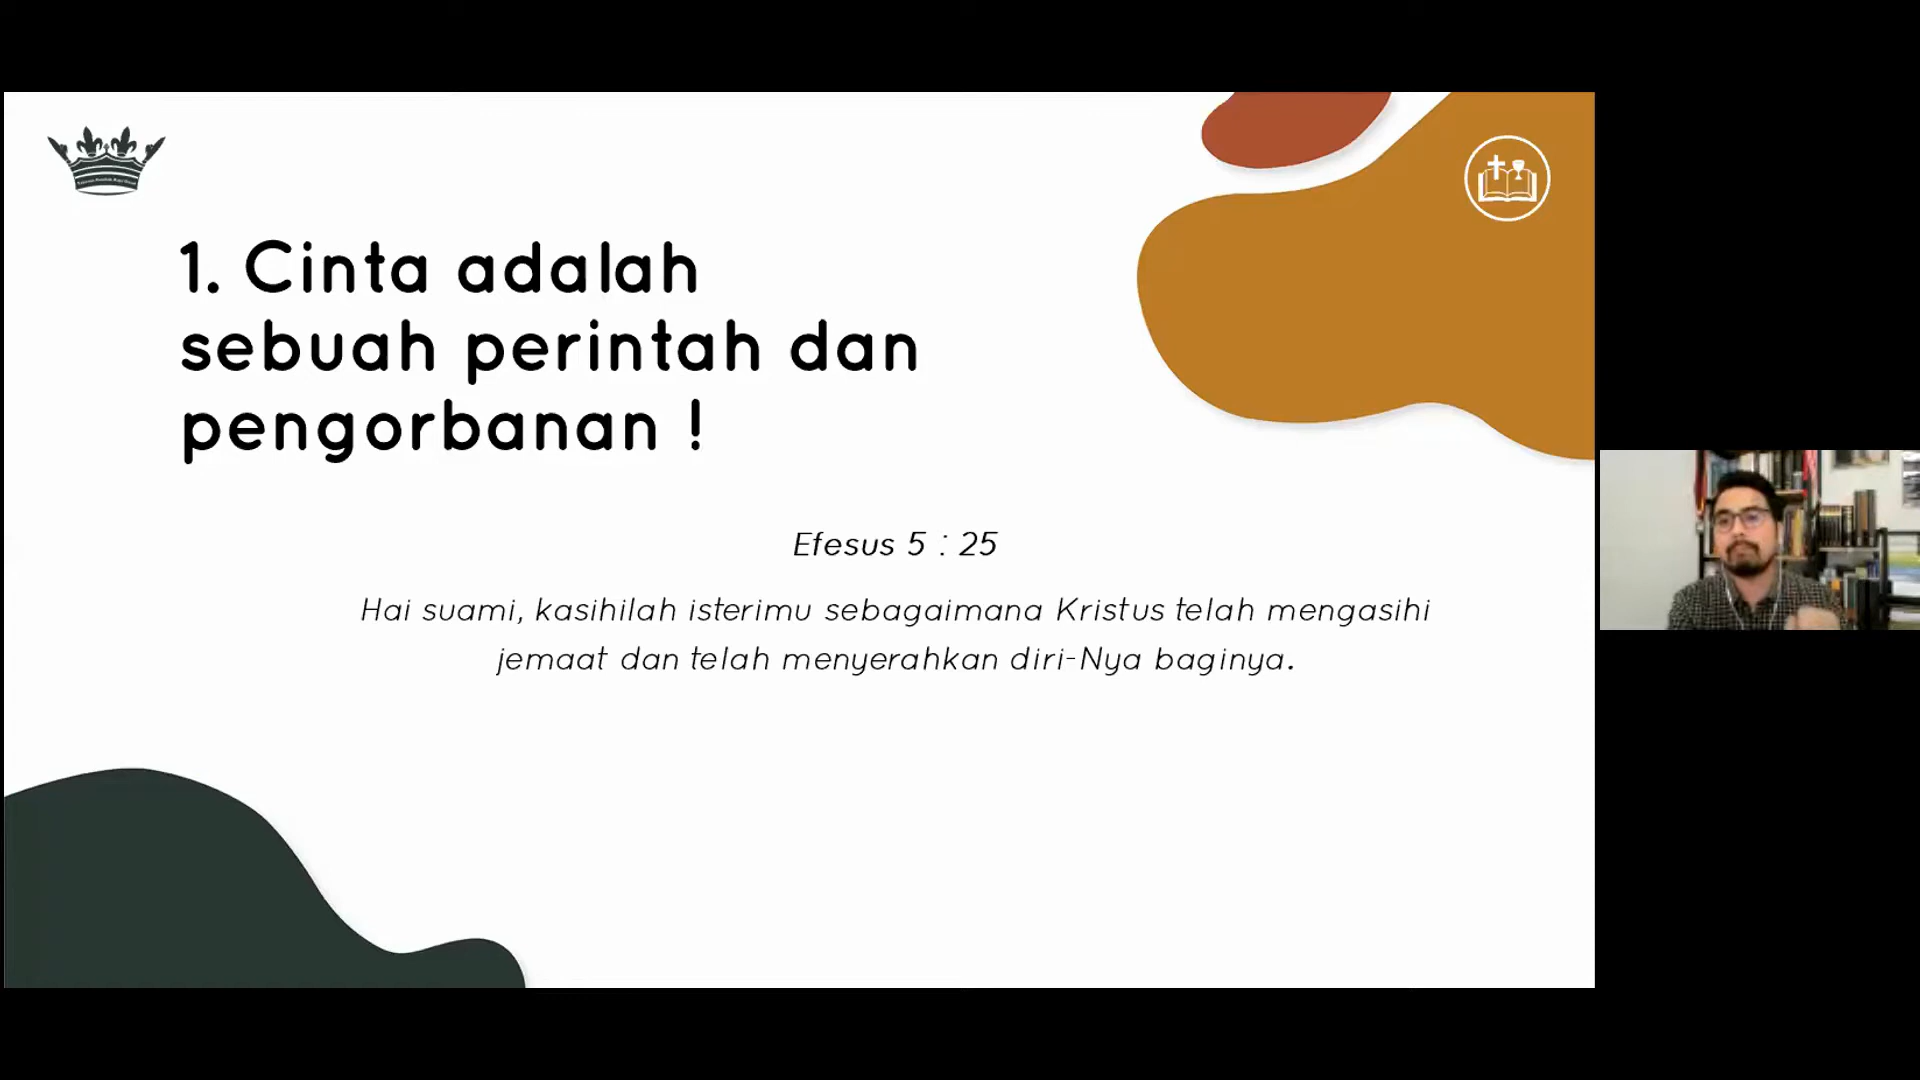 1. Cinta adalah
sebuah perintah dan
pengorbanan !
Efesus 5 : 25
Hai suami, kasihilah isterimu sebagaimana Kristus telah mengasihi
jemaat dan telah menyerahkan diri-Nya baginya.